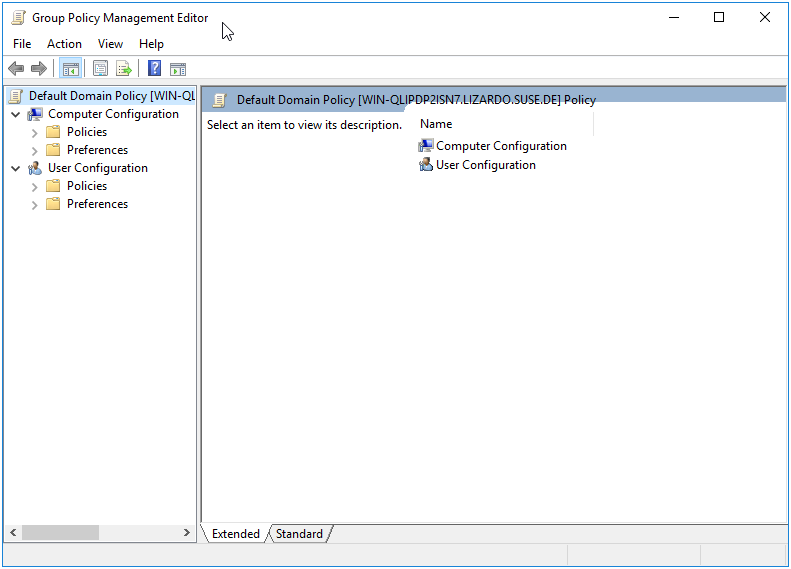 Group Policy Management Editor
File Action View Help
Default Domain Policy [WIN-QL
Computer Configuration
Policies
Preferences
User Configuration
Policies
Preferences
Default Domain Policy [WIN-QLIPDP2ISN7.LIZARDO.SUSE.DE] Policy
Select an item to view its description.
Name
Computer Configuration
User Configuration
Extended Standard